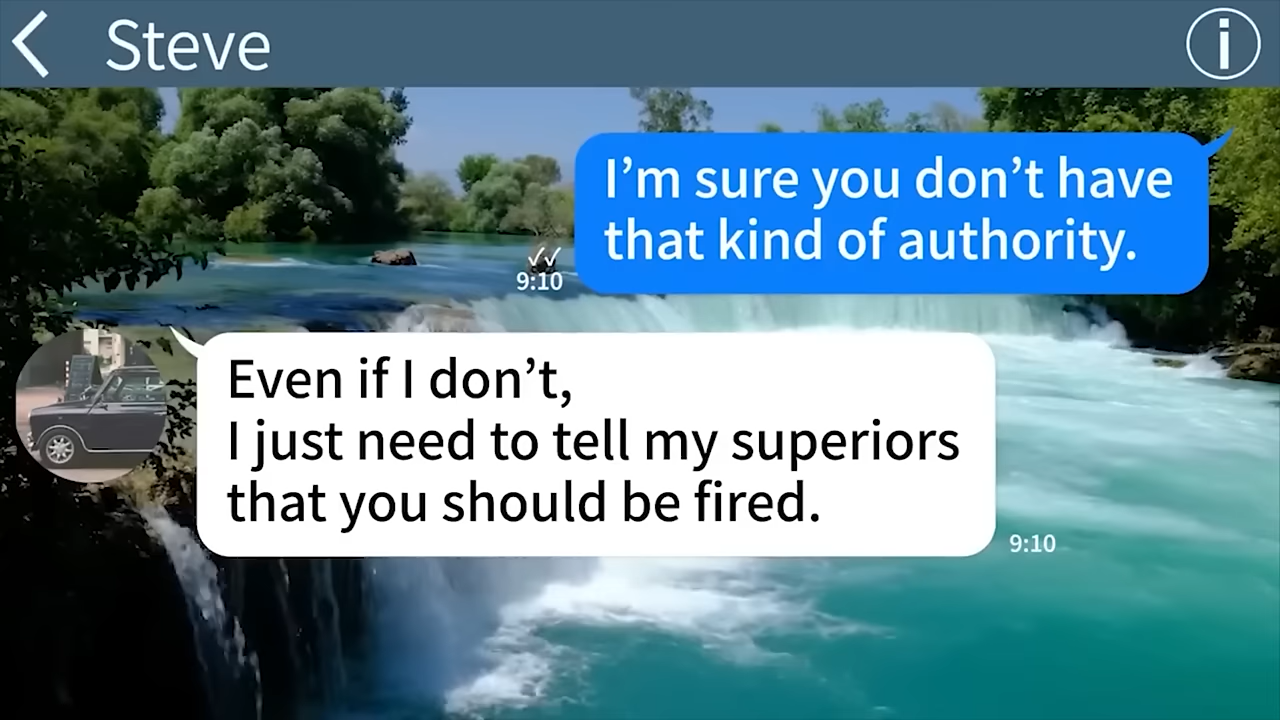 Steve
I’m sure you don’t have
that kind of authority.
9:10
Even if I don’t,
I just need to tell my superiors
that you should be fired.
9:10